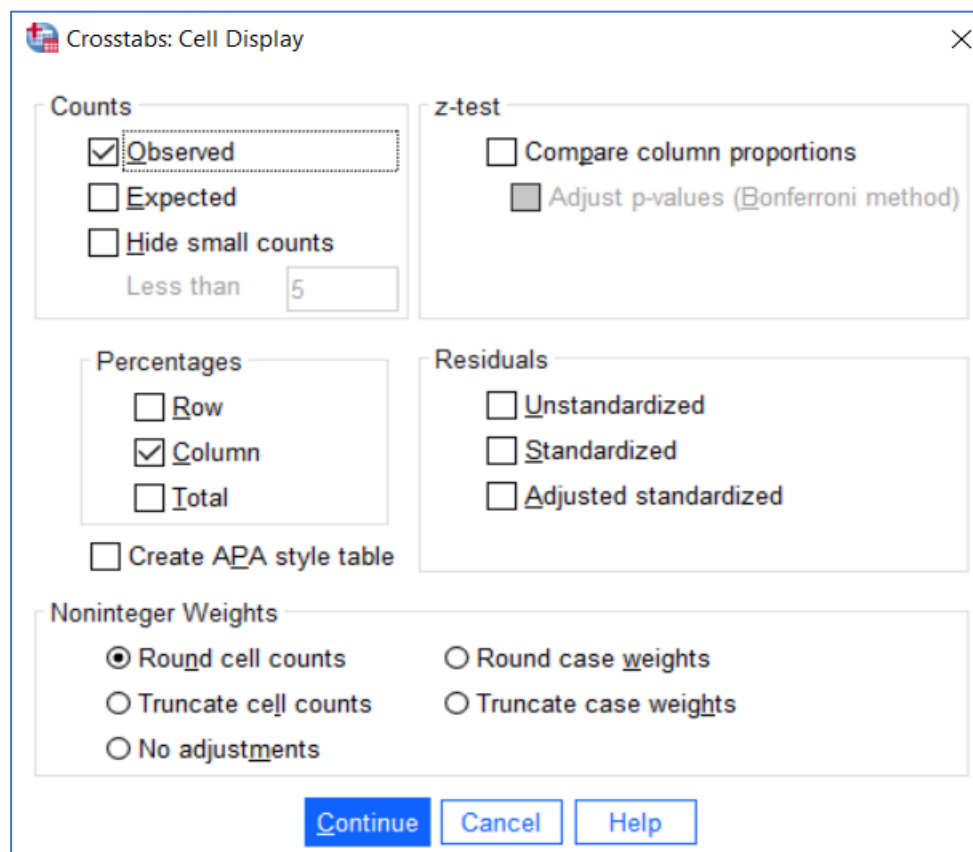 Crosstabs: Cell Display
Counts
Observed
Expected
Hide small counts
Less than 5
z-test
Compare column proportions
Adjust p-values (Bonferroni method)
Percentages
Row
Column
Total
Create APA style table
Residuals
Unstandardized
Standardized
Adjusted standardized
Noninteger Weights
Round cell counts
Round case weights
Truncate cell counts
Truncate case weights
No adjustments
Continue
Cancel
Help